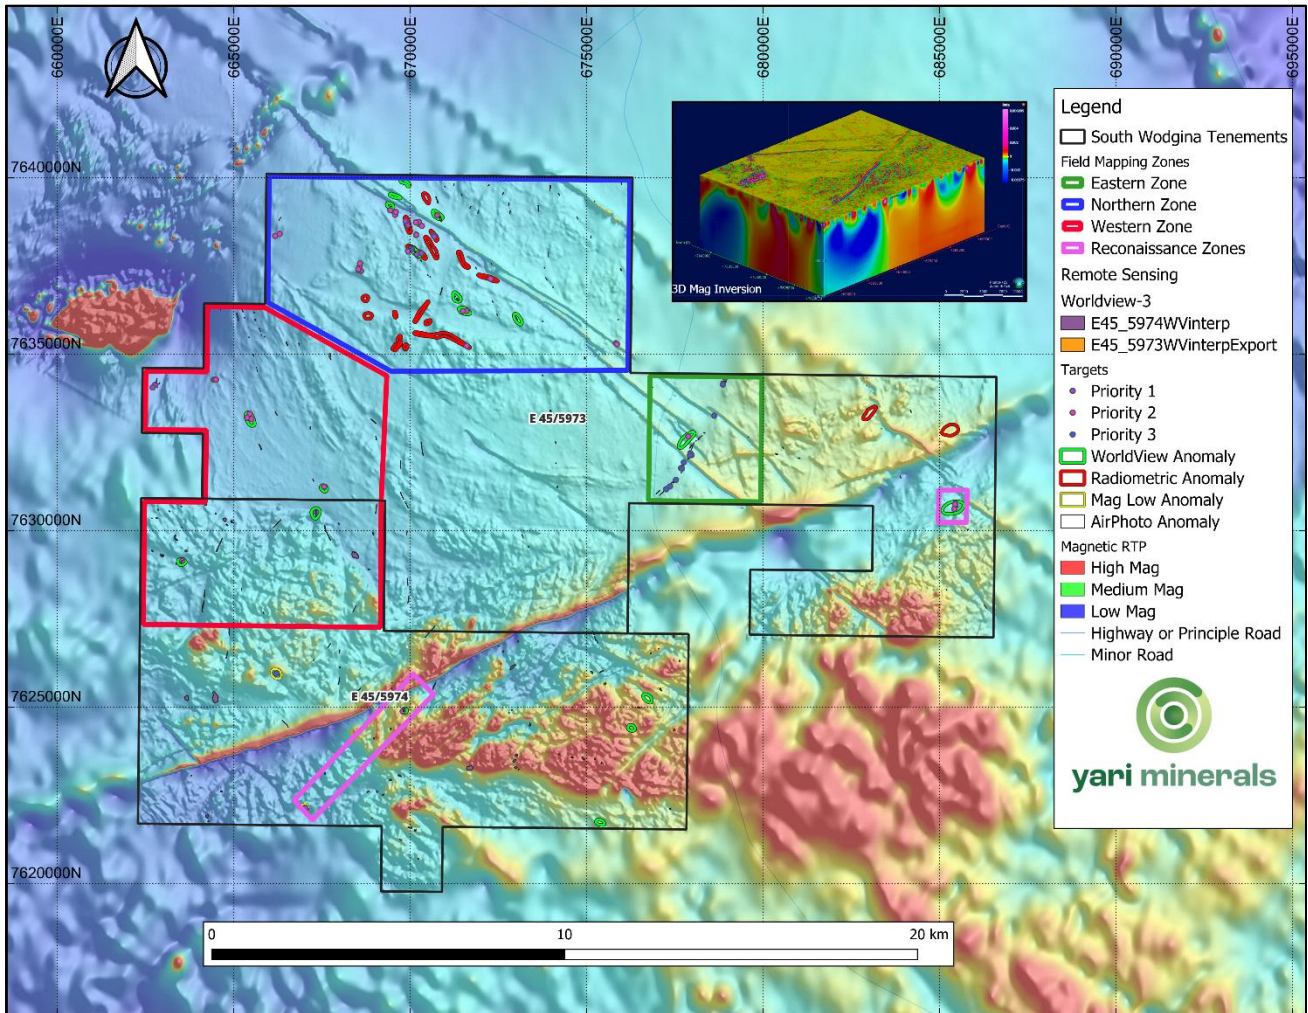 660000E
665000E
670000E
675000E
680000E
685000E
690000E
695000E
7640000N
7635000N
7630000N
7625000N
7620000N
E 45/5973
E 45/5974
3D Mag Inversion
Legend
South Wodgina Tenements
Field Mapping Zones
Eastern Zone
Northern Zone
Western Zone
Reconaissance Zones
Remote Sensing
Worldview-3
E45_5974WVinterp
E45_5973WVinterpExport
Targets
Priority 1
Priority 2
Priority 3
WorldView Anomaly
Radiometric Anomaly
Mag Low Anomaly
AirPhoto Anomaly
Magnetic RTP
High Mag
Medium Mag
Low Mag
Highway or Principle Road
Minor Road
yari minerals
0 10 20 km